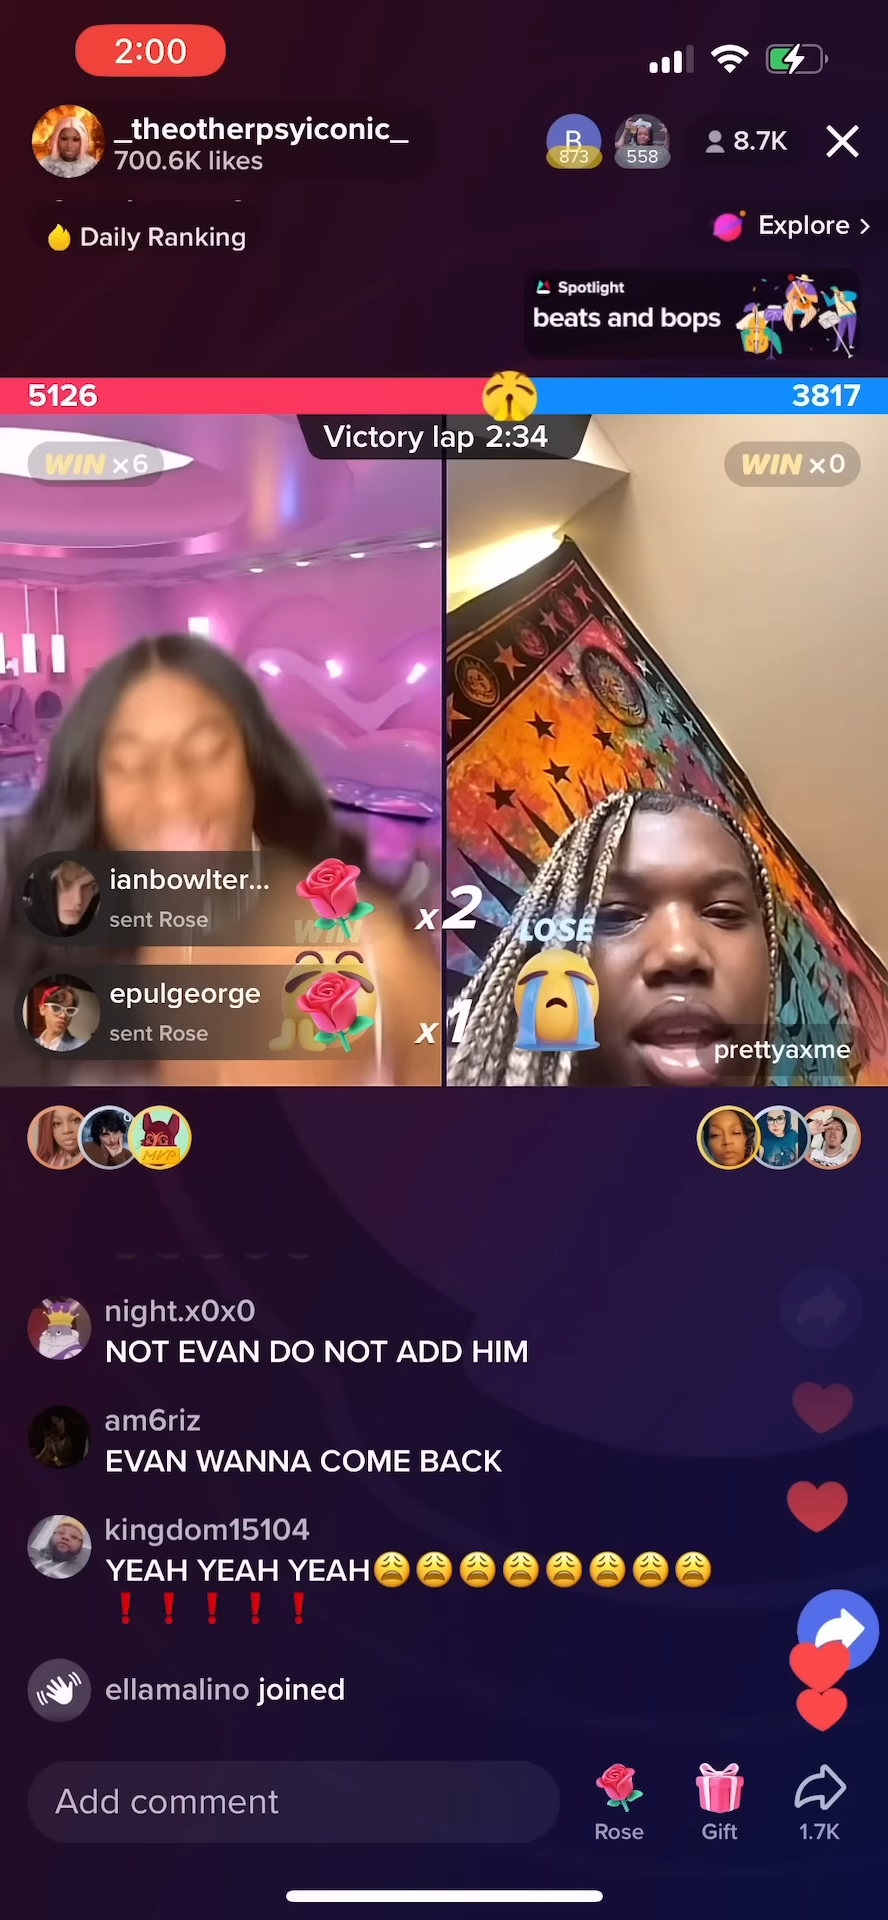 2:00
_theotherpsyiconic_
700.6K likes
B
873
558
8.7K
Daily Ranking
Explore >
Spotlight
beats and bops
5126
3817
Victory lap 2:34
WIN x6
WIN x0
ianbowlter...
sent Rose
x2
WIN
LOSE
epulgeorge
sent Rose
x1
prettyaxme
MVP
night.x0x0
NOT EVAN DO NOT ADD HIM
am6riz
EVAN WANNA COME BACK
kingdom15104
YEAH YEAH YEAH😩😩😩😩😩😩😩😩
❗❗❗❗❗
ellamalino joined
Add comment
Rose
Gift
1.7K